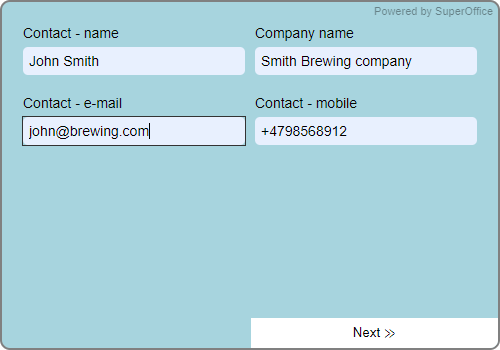 Powered by SuperOffice
Contact - name
Company name
John Smith
Smith Brewing company
Contact - e-mail
Contact - mobile
john@brewing.com
+4798568912
Next